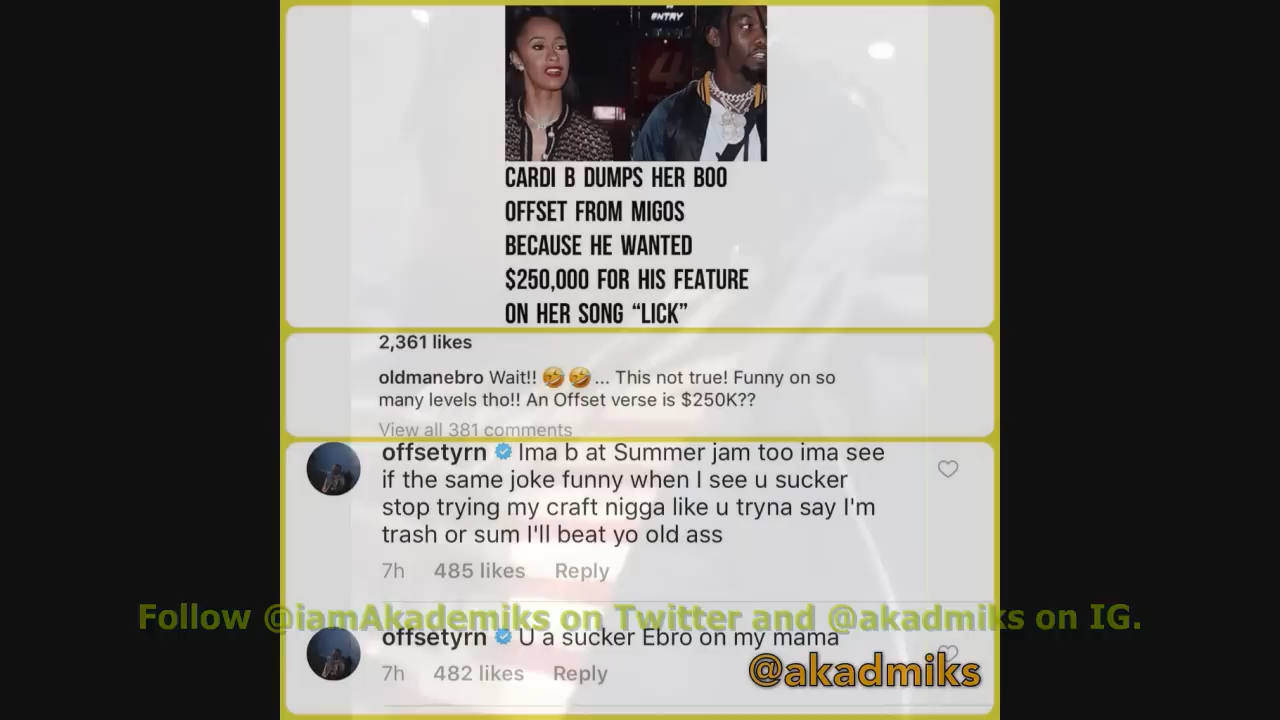 ENTRY
4
CARDI B DUMPS HER BOO
OFFSET FROM MIGOS
BECAUSE HE WANTED
$250,000 FOR HIS FEATURE
ON HER SONG “LICK”
2,361 likes
oldmanebro Wait!! 🤣🤣... This not true! Funny on so
many levels tho!! An Offset verse is $250K??
View all 381 comments
offsetyrn Ima b at Summer jam too ima see
if the same joke funny when I see u sucker
stop trying my craft nigga like u tryna say I'm
trash or sum I'll beat yo old ass
7h 485 likes Reply
Follow @iamAkademiks on Twitter and @akadmiks on IG.
offsetyrn U a sucker Ebro on my mama
7h 482 likes Reply
@akadmiks